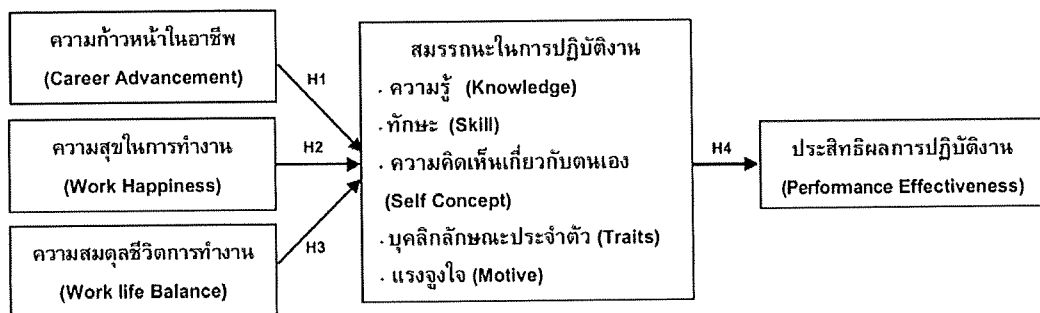 ความก้าวหน้าในอาชีพ
(Career Advancement)
H1
ความสุขในการทำงาน
(Work Happiness)
H2
ความสมดุลชีวิตการทำงาน
(Work life Balance)
H3
สมรรถนะในการปฏิบัติงาน
. ความรู้ (Knowledge)
. ทักษะ (Skill)
. ความคิดเห็นเกี่ยวกับตนเอง
(Self Concept)
. บุคลิกลักษณะประจำตัว (Traits)
. แรงจูงใจ (Motive)
H4
ประสิทธิผลการปฏิบัติงาน
(Performance Effectiveness)